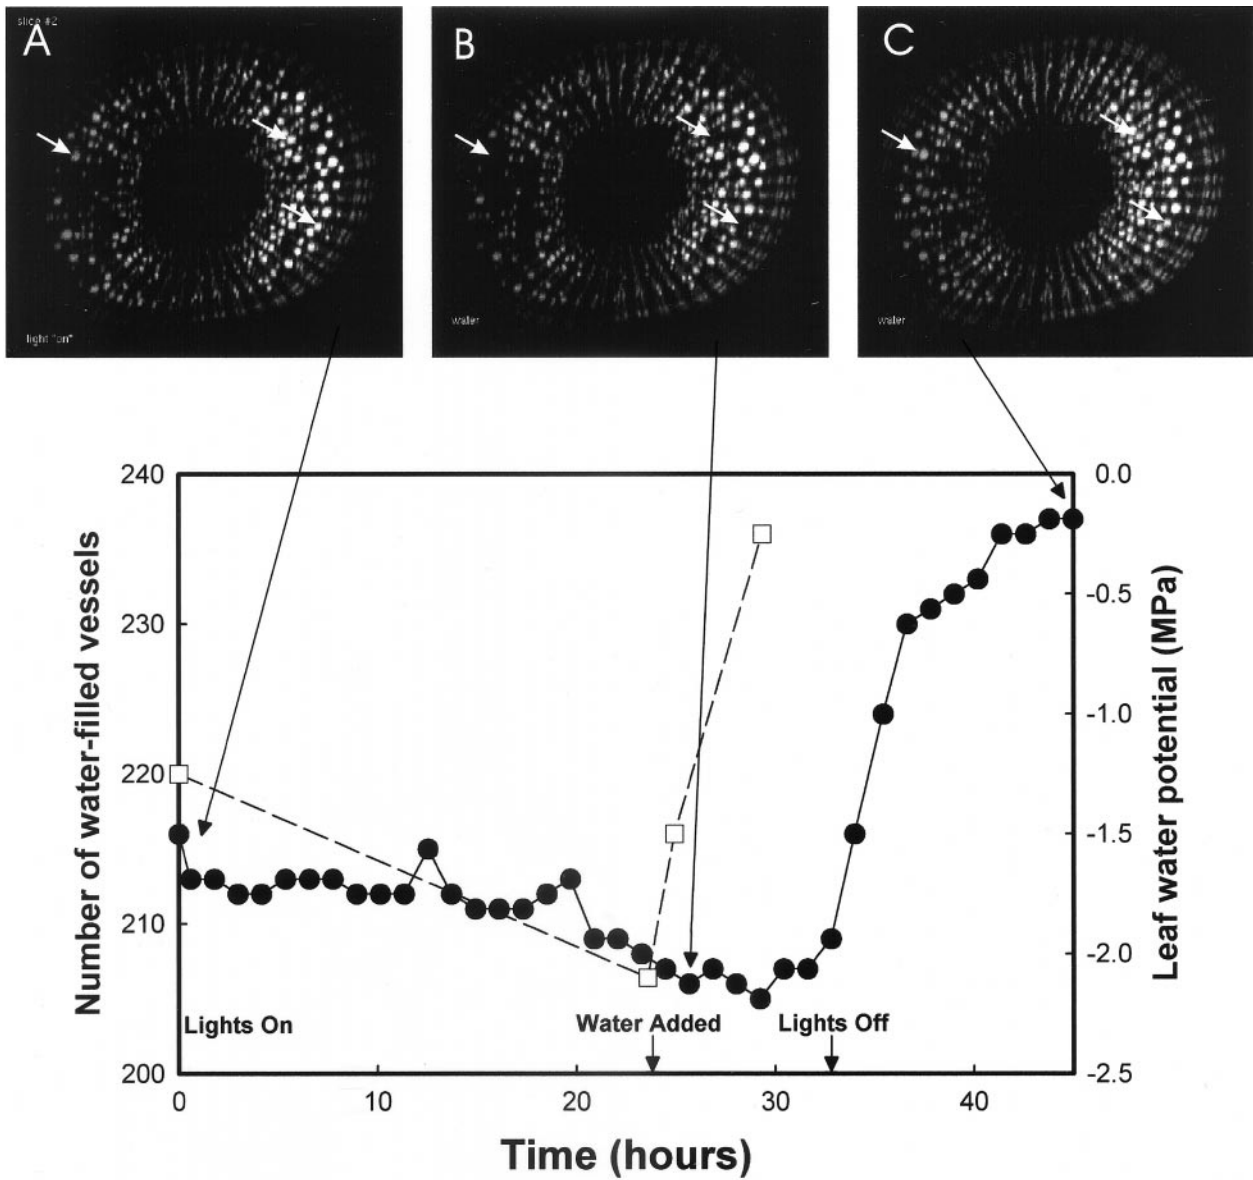 slice #2
A
B
C
light "on"
water
water
Number of water-filled vessels
240
230
220
210
200
0.0
-0.5
-1.0
-1.5
-2.0
-2.5
Leaf water potential (MPa)
Lights On
Water Added
Lights Off
0
10
20
30
40
Time (hours)